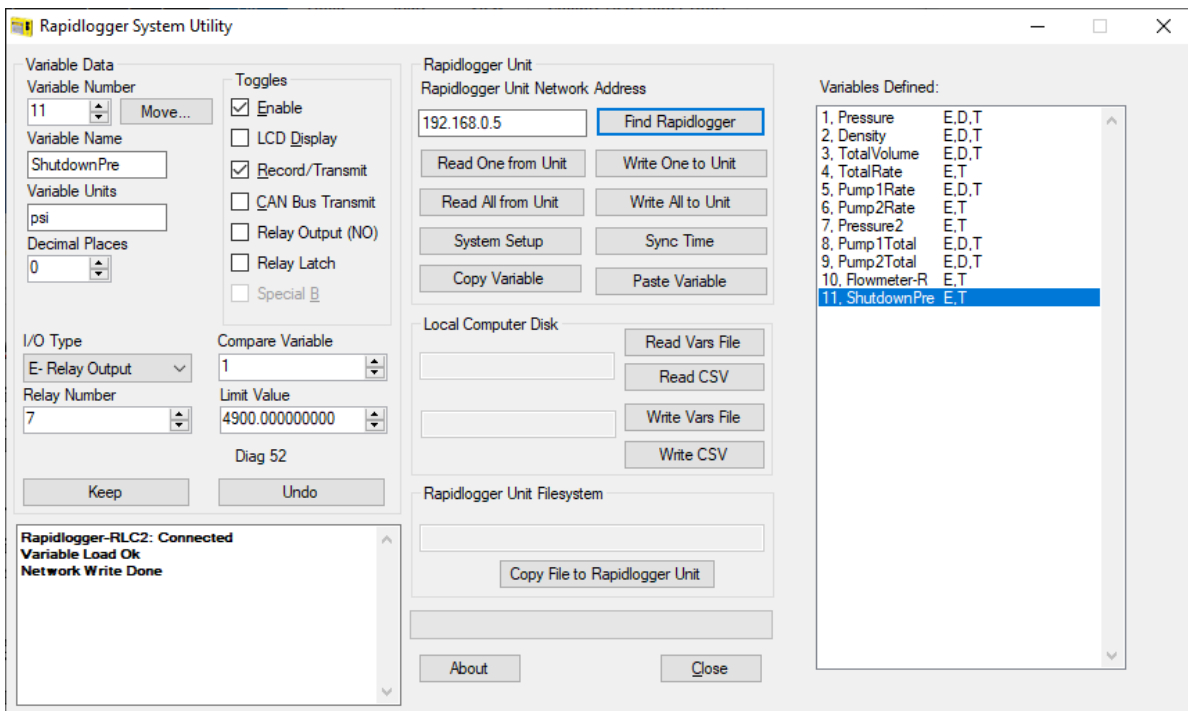 Rapidlogger System Utility
Variable Data
Variable Number
11
Move...
Variable Name
ShutdownPre
Variable Units
psi
Decimal Places
0
Toggles
Enable
LCD Display
Record/Transmit
CAN Bus Transmit
Relay Output (NO)
Relay Latch
Special B
I/O Type
E- Relay Output
Relay Number
7
Compare Variable
1
Limit Value
4900.000000000
Diag 52
Keep
Undo
Rapidlogger-RLC2: Connected
Variable Load Ok
Network Write Done
Rapidlogger Unit
Rapidlogger Unit Network Address
192.168.0.5
Find Rapidlogger
Read One from Unit
Write One to Unit
Read All from Unit
Write All to Unit
System Setup
Sync Time
Copy Variable
Paste Variable
Local Computer Disk
Read Vars File
Read CSV
Write Vars File
Write CSV
Rapidlogger Unit Filesystem
Copy File to Rapidlogger Unit
About
Close
Variables Defined:
1, Pressure E,D,T
2, Density E,D,T
3, TotalVolume E,D,T
4, TotalRate E,T
5, Pump1Rate E,D,T
6, Pump2Rate E,T
7, Pressure2 E,T
8, Pump1Total E,D,T
9, Pump2Total E,D,T
10, Flowmeter-R E,T
11, ShutdownPre E,T